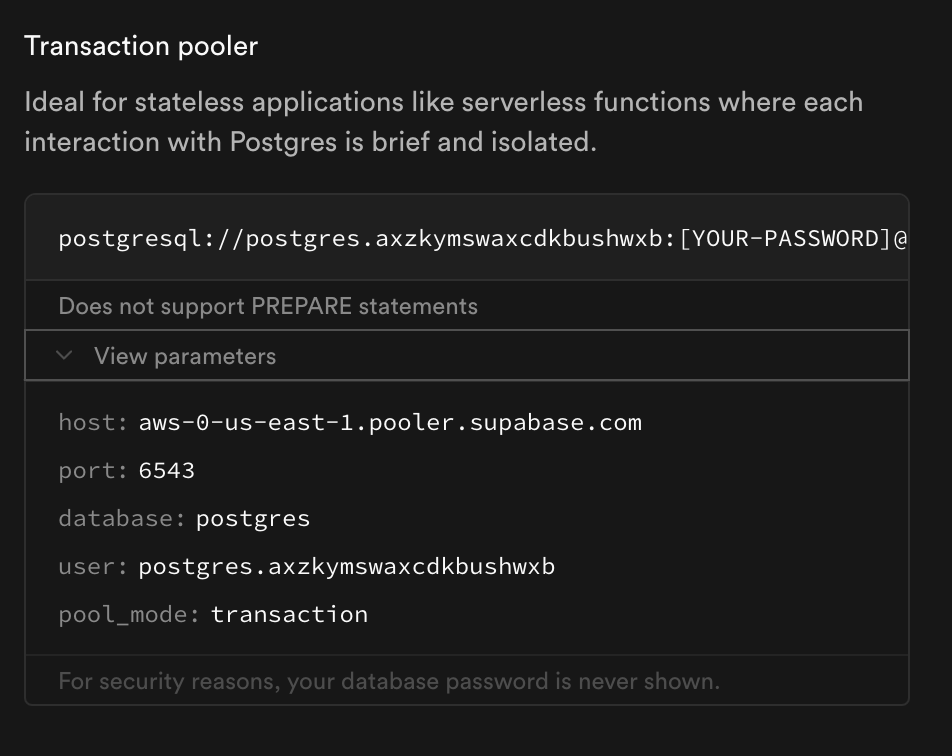 Transaction pooler
Ideal for stateless applications like serverless functions where each
interaction with Postgres is brief and isolated.
postgresql://postgres.axzkymswaxcdkbushwxb:[YOUR-PASSWORD]@
Does not support PREPARE statements
View parameters
host: aws-0-us-east-1.pooler.supabase.com
port: 6543
database: postgres
user: postgres.axzkymswaxcdkbushwxb
pool_mode: transaction
For security reasons, your database password is never shown.